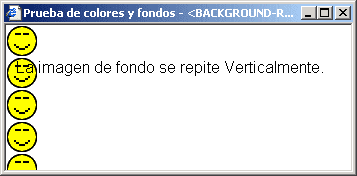 Prueba de colores y fondos - <BACKGROUND-R...
La imagen de fondo se repite Verticalmente.